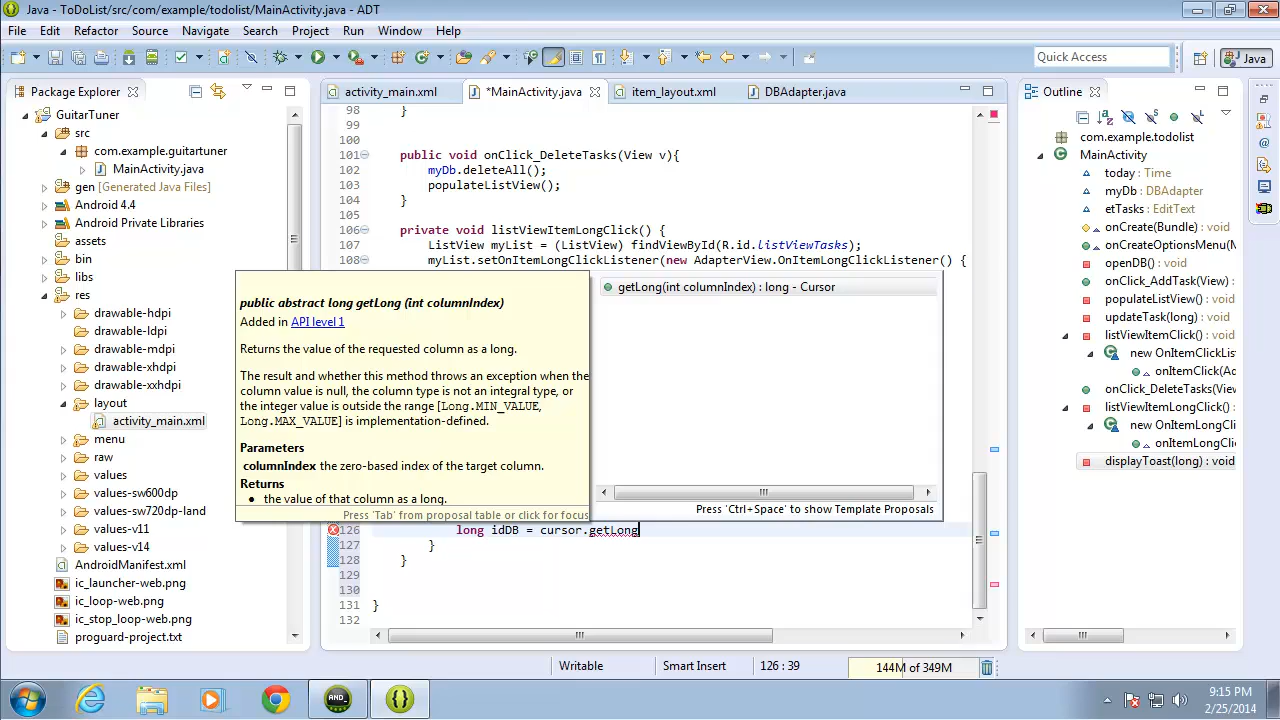 Java - ToDoList/src/com/example/todolist/MainActivity.java - ADT
File Edit Refactor Source Navigate Search Project Run Window Help
Quick Access
Java
Package Explorer
GuitarTuner
src
com.example.guitartuner
MainActivity.java
gen [Generated Java Files]
Android 4.4
Android Private Libraries
assets
bin
libs
res
drawable-hdpi
drawable-ldpi
drawable-mdpi
drawable-xhdpi
drawable-xxhdpi
layout
activity_main.xml
menu
raw
values
values-sw600dp
values-sw720dp-land
values-v11
values-v14
AndroidManifest.xml
ic_launcher-web.png
ic_loop-web.png
ic_stop_loop-web.png
proguard-project.txt
activity_main.xml *MainActivity.java item_layout.xml DBAdapter.java
98 }
99
100
101 public void onClick_DeleteTasks(View v){
102 myDb.deleteAll();
103 populateListView();
104 }
105
106 private void listViewItemLongClick() {
107 ListView myList = (ListView) findViewById(R.id.listViewTasks);
108 myList.setOnItemLongClickListener(new AdapterView.OnItemLongClickListener() {
public abstract long getLong (int columnIndex)
Added in API level 1
Returns the value of the requested column as a long.
The result and whether this method throws an exception when the
column value is null, the column type is not an integral type, or
the integer value is outside the range [Long.MIN_VALUE,
Long.MAX_VALUE] is implementation-defined.
Parameters
columnIndex the zero-based index of the target column.
Returns
• the value of that column as a long.
Press 'Tab' from proposal table or click for focus
getLong(int columnIndex) : long - Cursor
Press 'Ctrl+Space' to show Template Proposals
126 long idDB = cursor.getLong
127 }
128 }
129
130
131 }
132
Outline
com.example.todolist
MainActivity
today : Time
myDb : DBAdapter
etTasks : EditText
onCreate(Bundle)
onCreateOptionsMenu(M
openDB() : void
onClick_AddTask(View)
populateListView() : void
updateTask(long) : void
listViewItemClick() : void
new OnItemClickLis
onItemClick(Ad
onClick_DeleteTasks(View
listViewItemLongClick()
new OnItemLongCli
onItemLongClic
displayToast(long) : void
Writable Smart Insert 126 : 39 144M of 349M
9:15 PM
2/25/2014